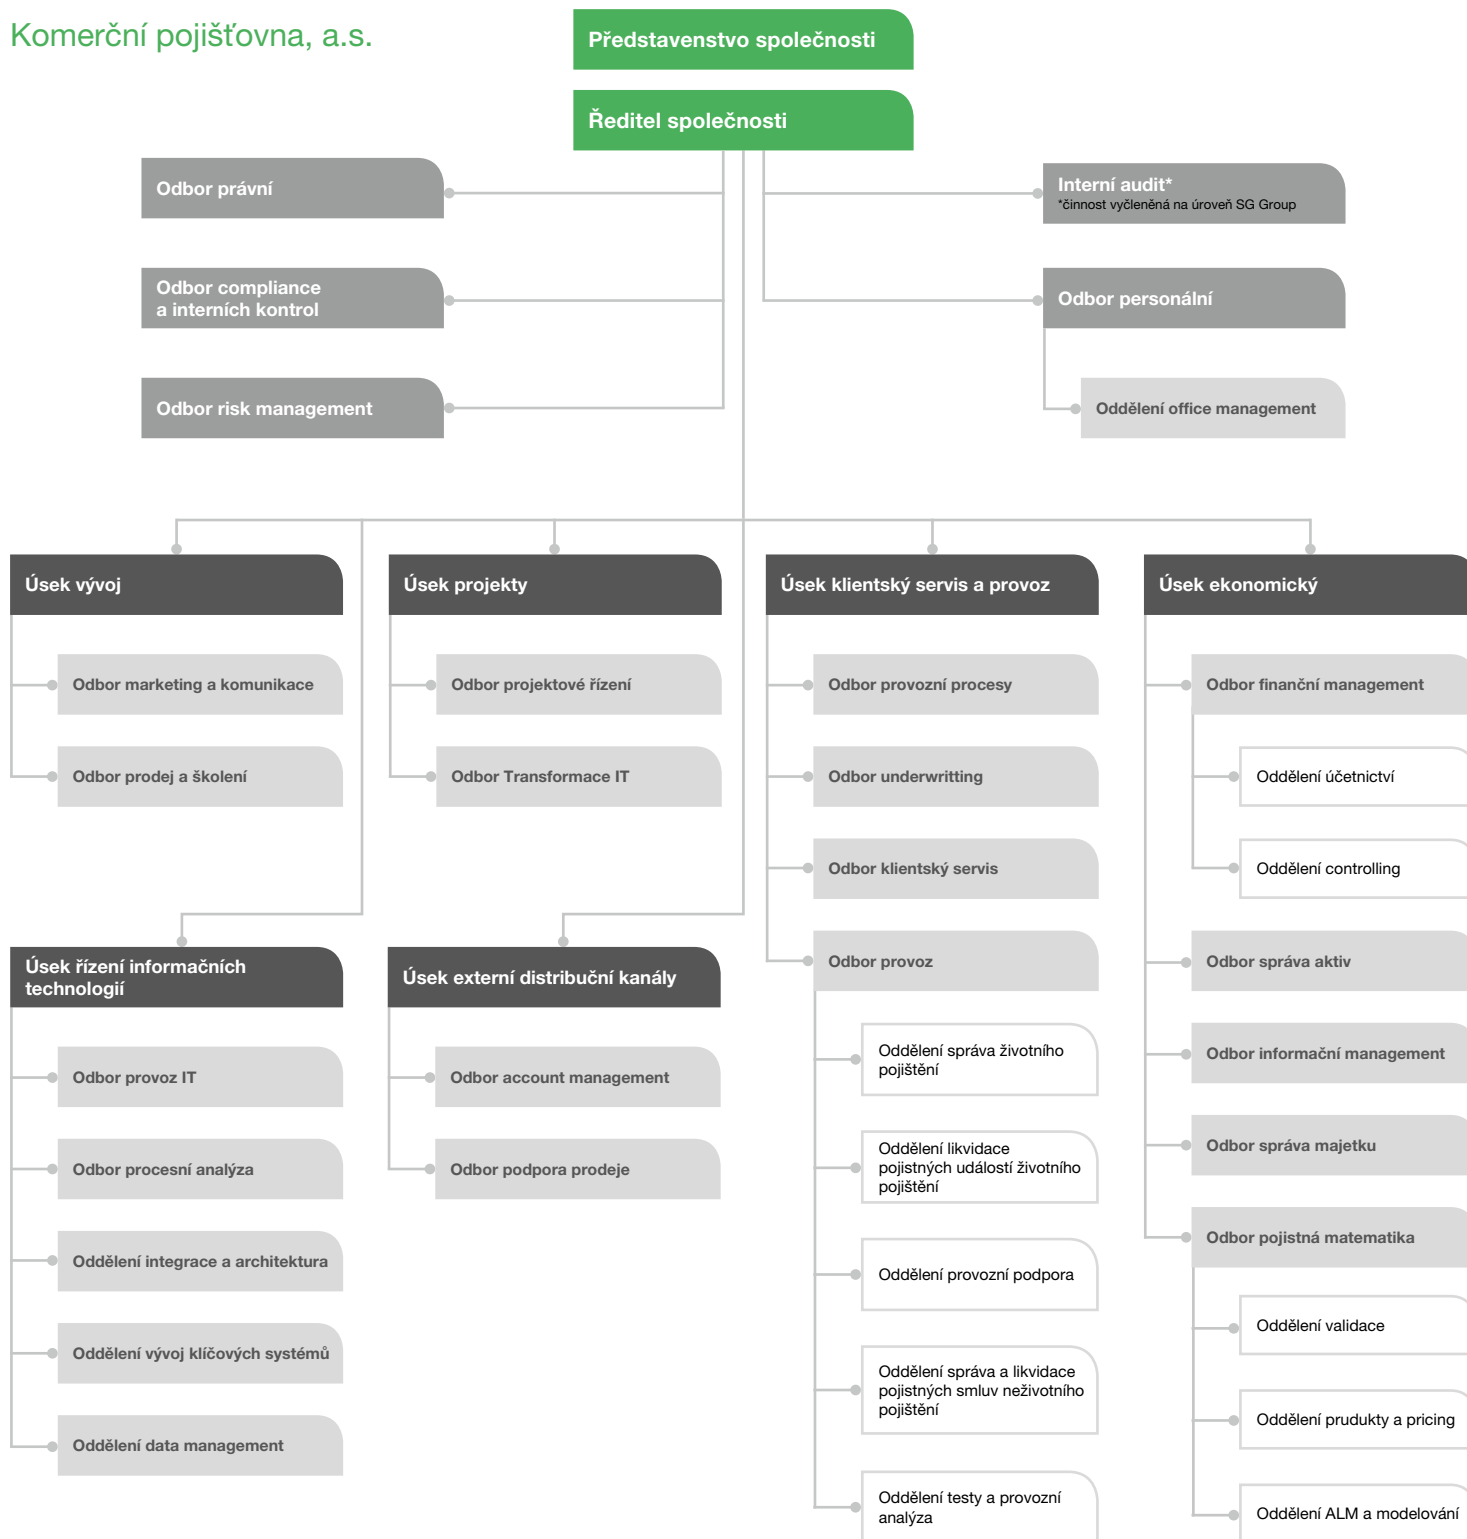 Komerční pojišťovna, a.s.
Představenstvo společnosti
Ředitel společnosti
Odbor právní
Interní audit*
*činnost vyčleněná na úroveň SG Group
Odbor compliance
a interních kontrol
Odbor personální
Odbor risk management
Oddělení office management
Úsek vývoj
Odbor marketing a komunikace
Odbor prodej a školení
Úsek projekty
Odbor projektové řízení
Odbor Transformace IT
Úsek klientský servis a provoz
Odbor provozní procesy
Odbor underwritting
Odbor klientský servis
Odbor provoz
Oddělení správa životního
pojištění
Oddělení likvidace
pojistných událostí životního
pojištění
Oddělení provozní podpora
Oddělení správa a likvidace
pojistných smluv neživotního
pojištění
Oddělení testy a provozní
analýza
Úsek ekonomický
Odbor finanční management
Oddělení účetnictví
Oddělení controlling
Odbor správa aktiv
Odbor informační management
Odbor správa majetku
Odbor pojistná matematika
Oddělení validace
Oddělení prudukty a pricing
Oddělení ALM a modelování
Úsek řízení informačních
technologií
Odbor provoz IT
Odbor procesní analýza
Oddělení integrace a architektura
Oddělení vývoj klíčových systémů
Oddělení data management
Úsek externí distribuční kanály
Odbor account management
Odbor podpora prodeje